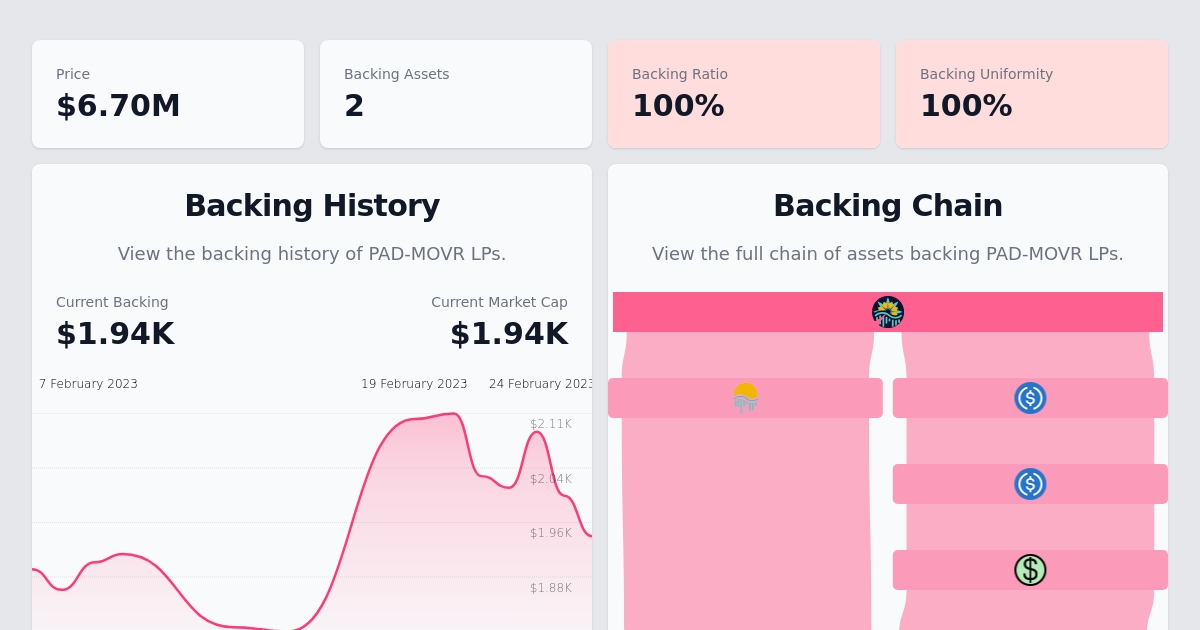 Price
$6.70M
Backing Assets
2
Backing Ratio
100%
Backing Uniformity
100%
Backing History
View the backing history of PAD-MOVR LPs.
Current Backing
$1.94K
Current Market Cap
$1.94K
7 February 2023
19 February 2023
24 February 2023
$2.11K
$2.04K
$1.96K
$1.88K
Backing Chain
View the full chain of assets backing PAD-MOVR LPs.
$
$
$